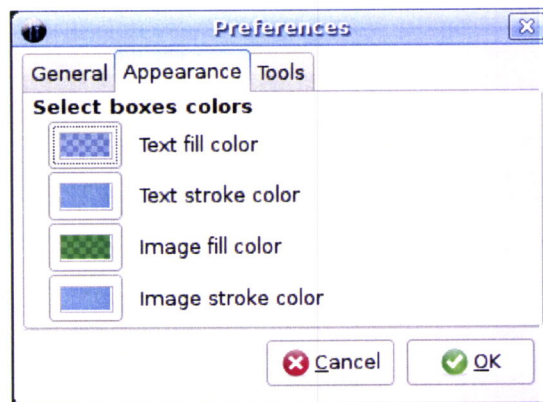 Preferences
General Appearance Tools
Select boxes colors
Text fill color
Text stroke color
Image fill color
Image stroke color
Cancel OK